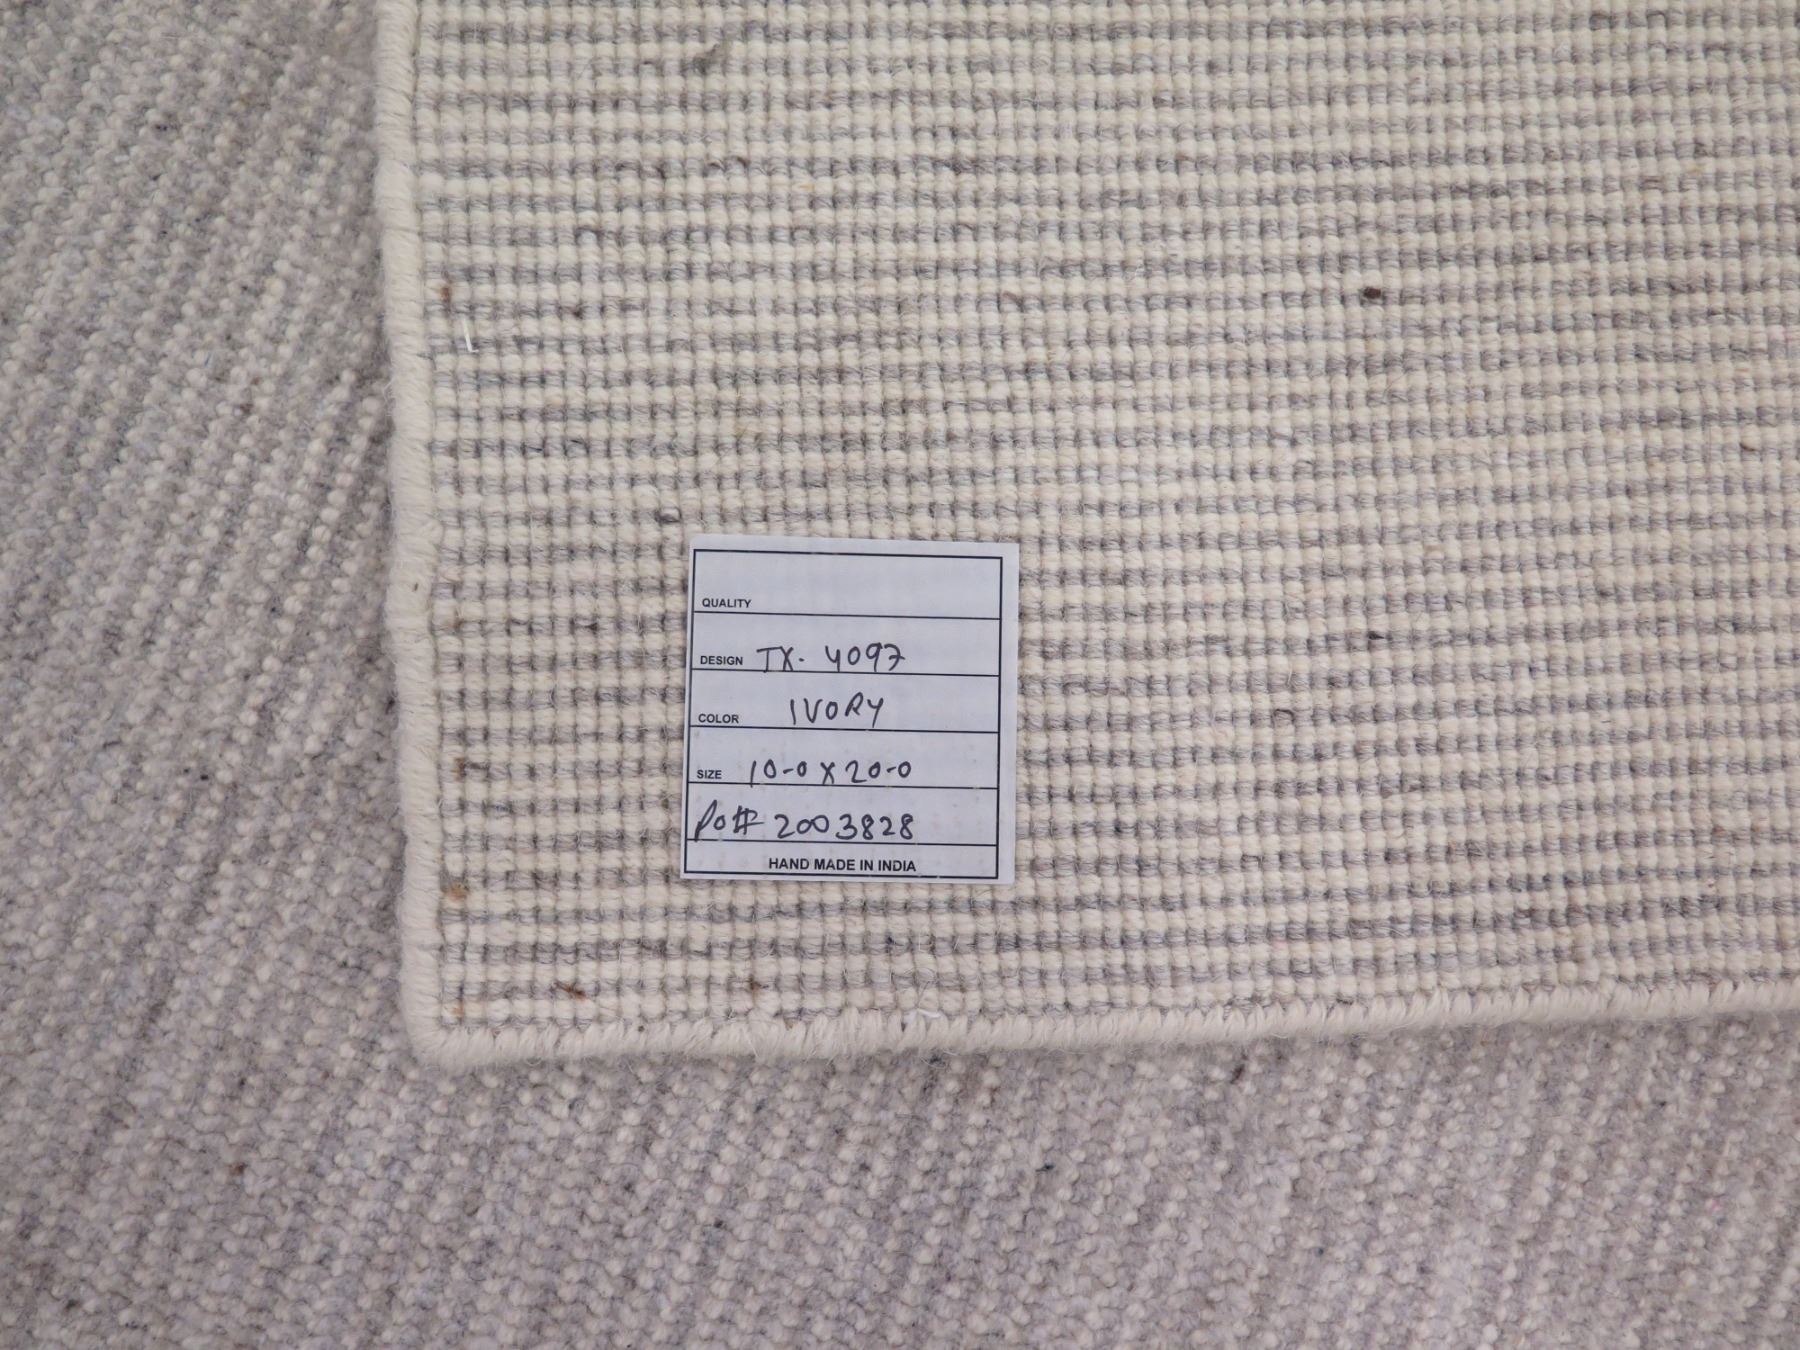 QUALITY
DESIGN TX- 4097
COLOR IVORY
SIZE 10-0 X 20-0
PO# 2003828
HAND MADE IN INDIA